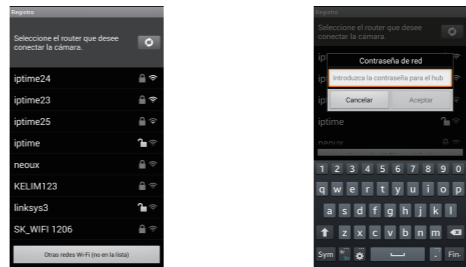 Registro
Seleccione el router que desee
conectar la cámara.
iptime24
iptime23
iptime25
iptime
neoux
KELIM123
linksys3
SK_WIFI 1206
Otras redes Wi-Fi (no en la lista)
Registro
Seleccione el router que desee
conectar la cámara.
Contraseña de red
Introduzca la contraseña para el hub
Cancelar Aceptar
iptime
neoux
1 2 3 4 5 6 7 8 9 0
q w e r t y u i o p
a s d f g h j k l
z x c v b n m
Sym . Fin.